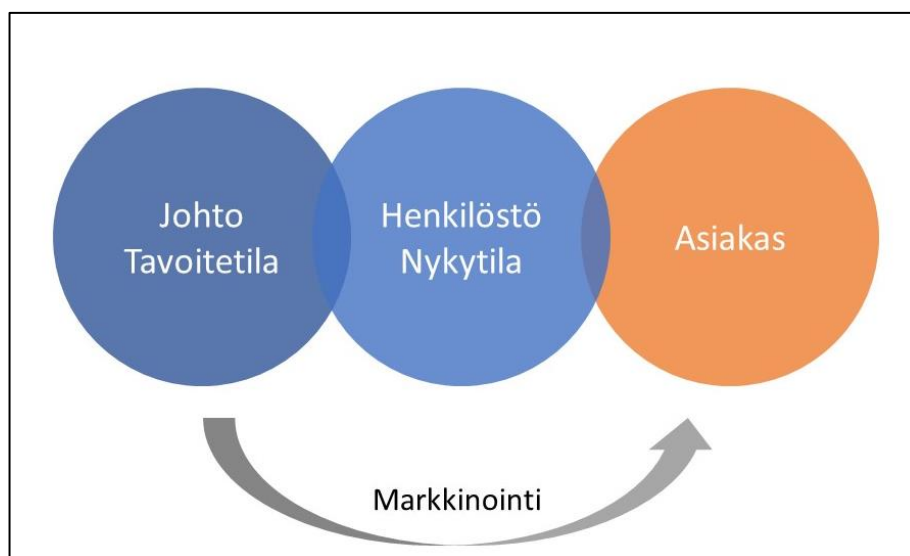 Johto
Tavoitetila
Henkilöstö
Nykytila
Asiakas
Markkinointi